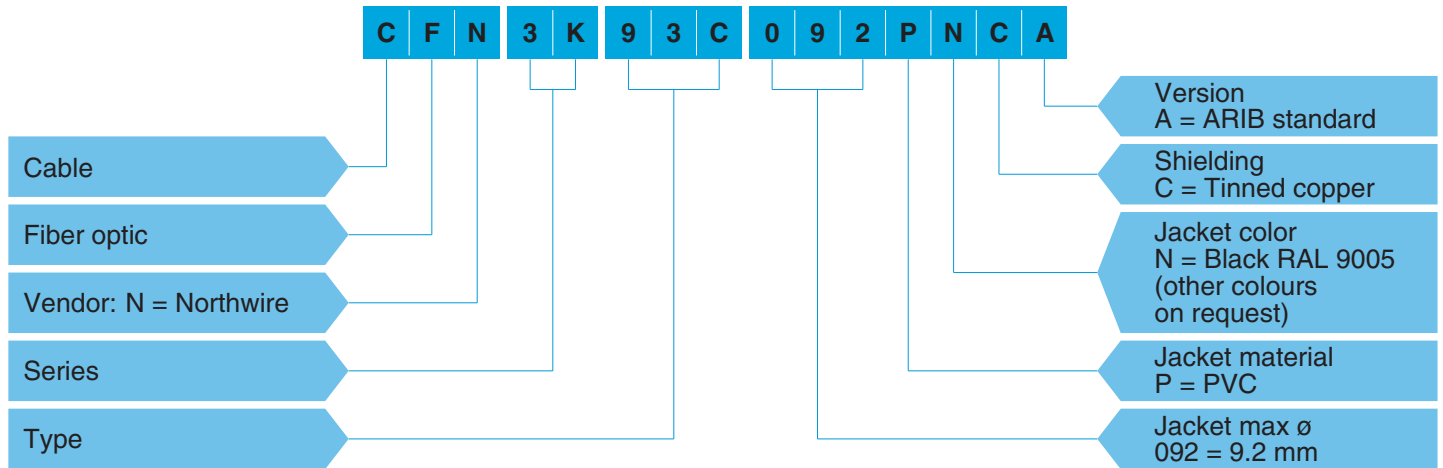 C F N 3 K 9 3 C 0 9 2 P N C A
Cable
Fiber optic
Vendor: N = Northwire
Series
Type
Version
A = ARIB standard
Shielding
C = Tinned copper
Jacket color
N = Black RAL 9005
(other colours
on request)
Jacket material
P = PVC
Jacket max ø
092 = 9.2 mm